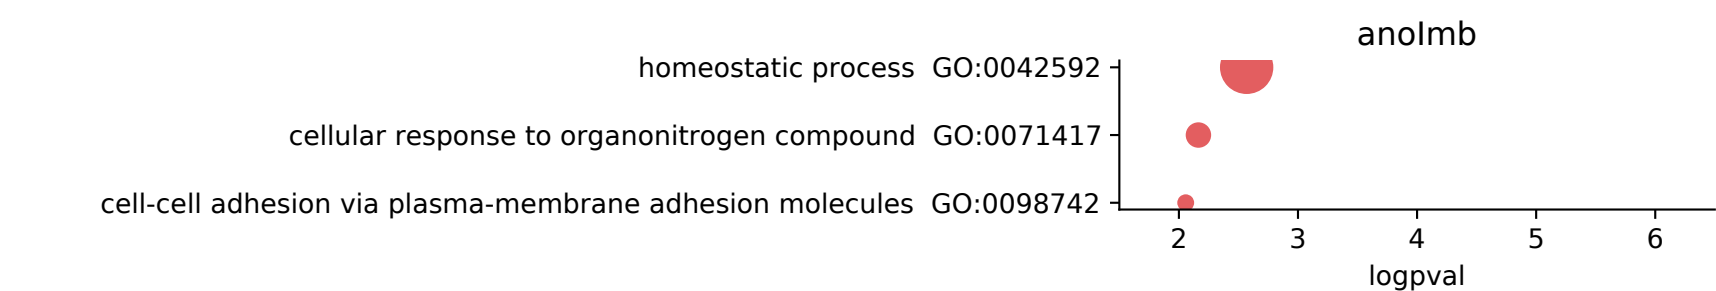 anolmb
homeostatic process GO:0042592
cellular response to organonitrogen compound GO:0071417
cell-cell adhesion via plasma-membrane adhesion molecules GO:0098742
2 3 4 5 6
logpval